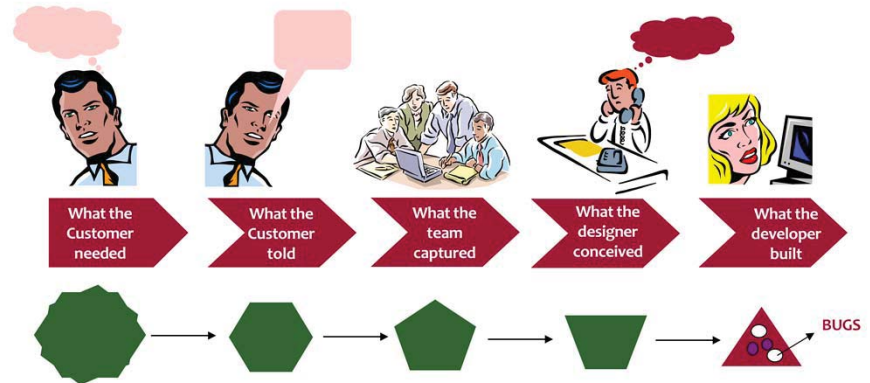 What the
Customer
needed
What the
Customer
told
What the
team
captured
What the
designer
conceived
What the
developer
built
BUGS